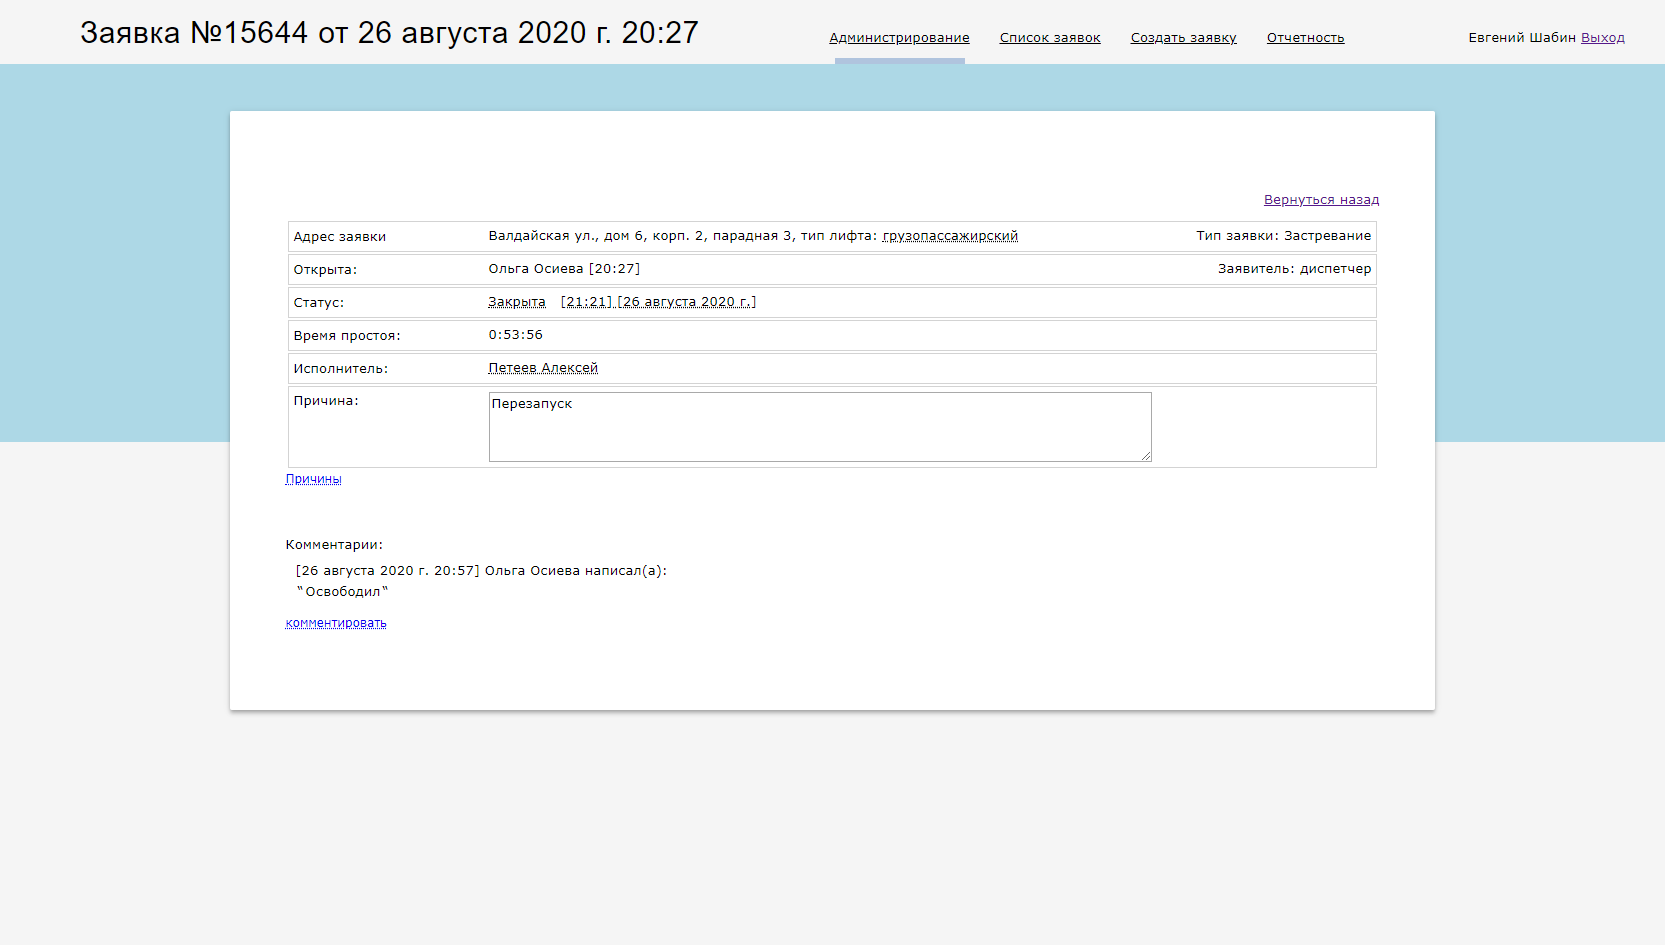 Заявка №15644 от 26 августа 2020 г. 20:27
Администрирование Список заявок Создать заявку Отчетность Евгений Шабин Выход
Вернуться назад
Адрес заявки Валдайская ул., дом 6, корп. 2, парадная 3, тип лифта: грузопассажирский Тип заявки: Застревание
Открыта: Ольга Осиева [20:27] Заявитель: диспетчер
Статус: Закрыта [21:21] [26 августа 2020 г.]
Время простоя: 0:53:56
Исполнитель: Петеев Алексей
Причина: Перезапуск
Причины
Комментарии:
[26 августа 2020 г. 20:57] Ольга Осиева написал(а):
“Освободил“
комментировать